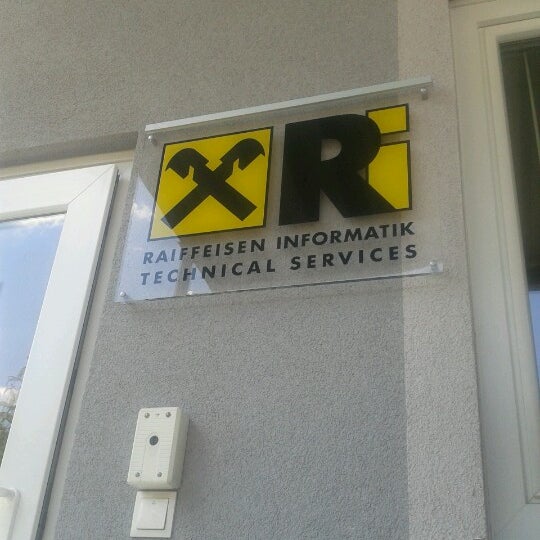 Ri
RAIFFEISEN INFORMATIK
TECHNICAL SERVICES